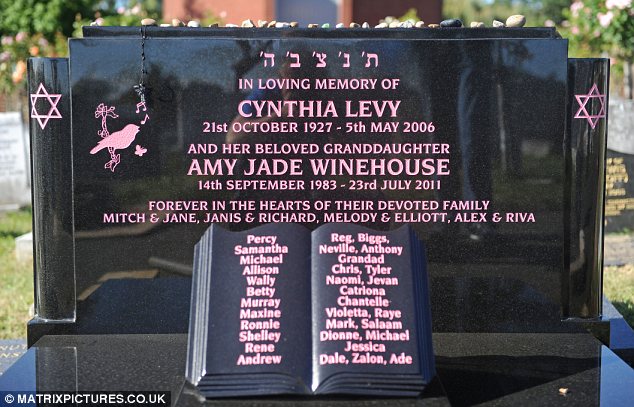 ת' נ' צ' ב' ה'
IN LOVING MEMORY OF
CYNTHIA LEVY
21st OCTOBER 1927 - 5th MAY 2006
AND HER BELOVED GRANDDAUGHTER
AMY JADE WINEHOUSE
14th SEPTEMBER 1983 - 23rd JULY 2011
FOREVER IN THE HEARTS OF THEIR DEVOTED FAMILY
MITCH & JANE, JANIS & RICHARD, MELODY & ELLIOTT, ALEX & RIVA
Percy
Samantha
Michael
Allison
Wally
Betty
Murray
Maxine
Ronnie
Shelley
Rene
Andrew
Reg, Biggs,
Neville, Anthony
Grandad
Chris, Tyler
Naomi, Jevan
Catriona
Chantelle
Violetta, Raye
Mark, Salaam
Dionne, Michael
Jessica
Dale, Zalon, Ade
© MATRIXPICTURES.CO.UK